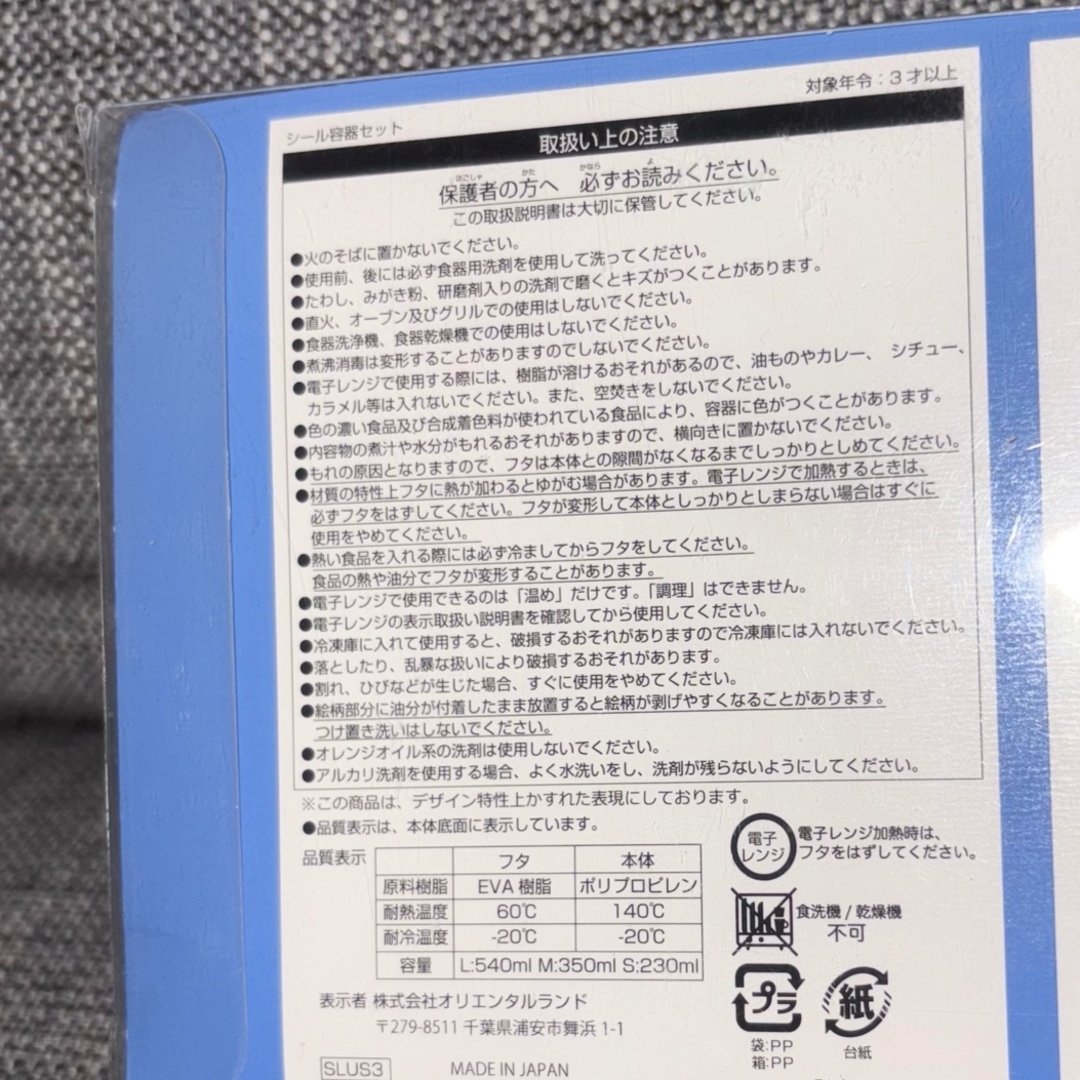 対象年令：3才以上
シール容器セット
取扱い上の注意
保護者の方へ 必ずお読みください。
この取扱説明書は大切に保管してください。
●火のそばに置かないでください。
●使用前、後には必ず食器用洗剤を使用して洗ってください。
●たわし、みがき粉、研磨剤入りの洗剤で磨くとキズがつくことがあります。
●直火、オーブン及びグリルでの使用はしないでください。
●食器洗浄機、食器乾燥機での使用はしないでください。
●煮沸消毒は変形することがありますのでしないでください。
●電子レンジで使用する際には、樹脂が溶けるおそれがあるので、油ものやカレー、シチュー、
カラメル等は入れないでください。また、空焚きをしないでください。
●色の濃い食品及び合成着色料が使われている食品により、容器に色がつくことがあります。
●内容物の煮汁や水分がもれるおそれがありますので、横向きに置かないでください。
●もれの原因となりますので、フタは本体との隙間がなくなるまでしっかりとしめてください。
●材質の特性上フタに熱が加わるとゆがむ場合があります。電子レンジで加熱するときは、
必ずフタをはずしてください。フタが変形して本体としっかりとしまらない場合はすぐに
使用をやめてください。
●熱い食品を入れる際には必ず冷ましてからフタをしてください。
食品の熱や油分でフタが変形することがあります。
●電子レンジで使用できるのは「温め」だけです。「調理」はできません。
●電子レンジの表示取扱い説明書を確認してから使用してください。
●冷凍庫に入れて使用すると、破損するおそれがありますので冷凍庫には入れないでください。
●落としたり、乱暴な扱いにより破損するおそれがあります。
●割れ、ひびなどが生じた場合、すぐに使用をやめてください。
●絵柄部分に油分が付着したまま放置すると絵柄が剥げやすくなることがあります。
つけ置き洗いはしないでください。
●オレンジオイル系の洗剤は使用しないでください。
●アルカリ洗剤を使用する場合、よく水洗いをし、洗剤が残らないようにしてください。
※この商品は、デザイン特性上かすれた表現にしております。
●品質表示は、本体底面に表示しています。
品質表示 フタ 本体
原料樹脂 EVA樹脂 ポリプロピレン
耐熱温度 60℃ 140℃
耐冷温度 -20℃ -20℃
容量 L:540ml M:350ml S:230ml
電子
レンジ
電子レンジ加熱時は、
フタをはずしてください。
食洗機/乾燥機
不可
プラ
袋:PP
箱:PP
紙
台紙
表示者 株式会社オリエンタルランド
〒279-8511 千葉県浦安市舞浜 1-1
SLUS3 MADE IN JAPAN